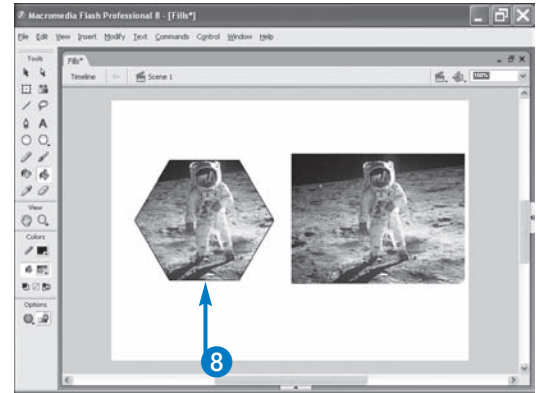 Macromedia Flash Professional 8 - [Fills*]
File Edit View Insert Modify Text Commands Control Window Help
Tools
Fills*
Timeline Scene 1 100%
A
View
Colors
Options
8